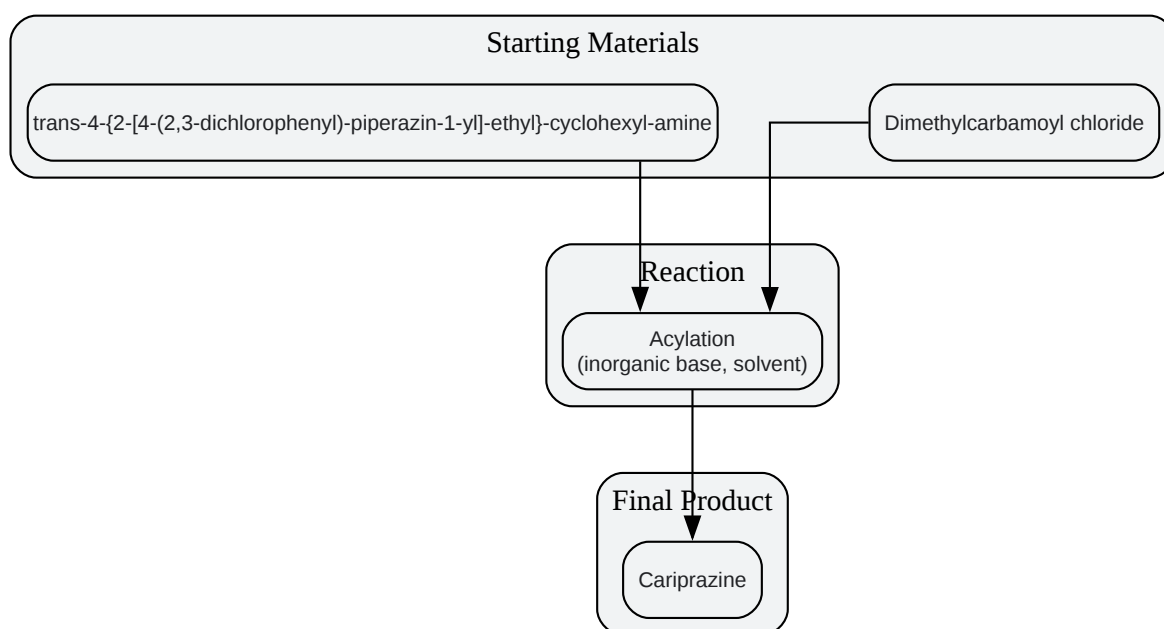 Starting Materials
trans-4-{2-[4-(2,3-dichlorophenyl)-piperazin-1-yl]-ethyl}-cyclohexyl-amine
Dimethylcarbamoyl chloride
Reaction
Acylation
(inorganic base, solvent)
Final Product
Cariprazine